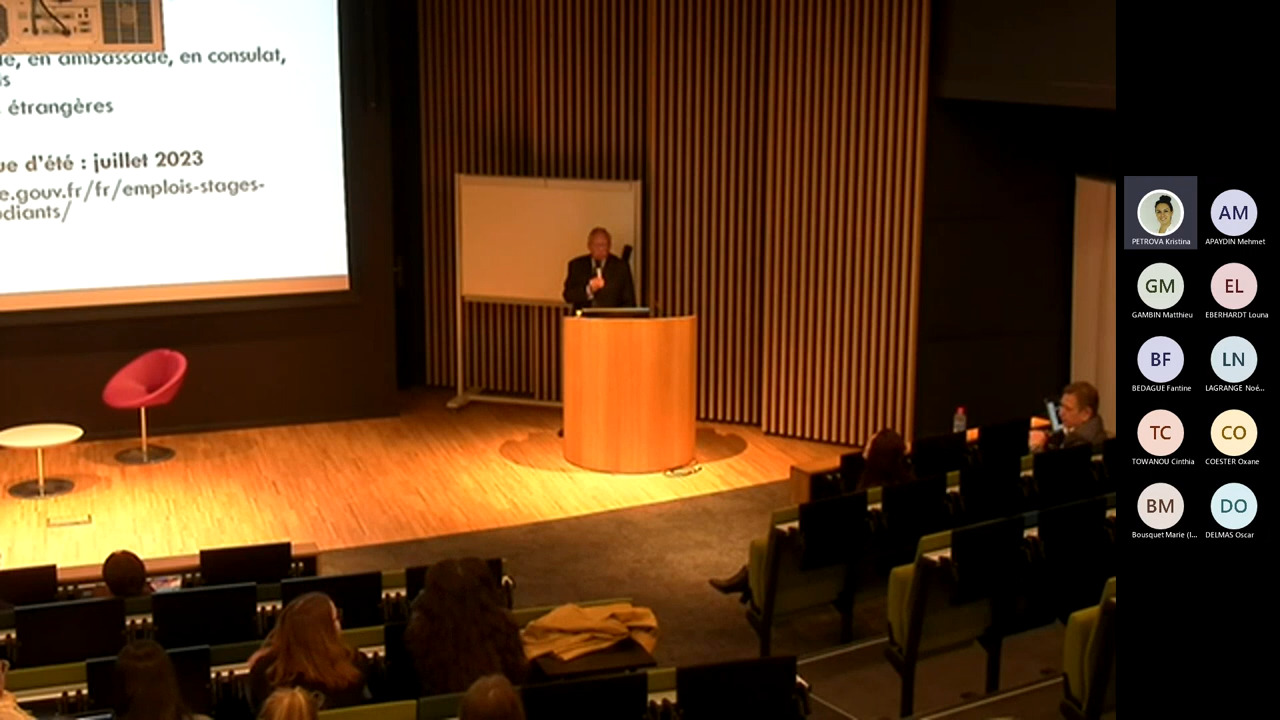 en ambassade, en consulat,
étrangères
d'été : juillet 2023
e.gouv.fr/fr/emplois-stages-
udiants/
PETROVA Kristina
AM
APAYDIN Mehmet
GM
GAMBIN Matthieu
EL
EBERHARDT Louna
BF
BEDAGUE Fantine
LN
LAGRANGE Noé...
TC
TOWANOU Cinthia
CO
COESTER Oxane
BM
Bousquet Marie (I...
DO
DELMAS Oscar